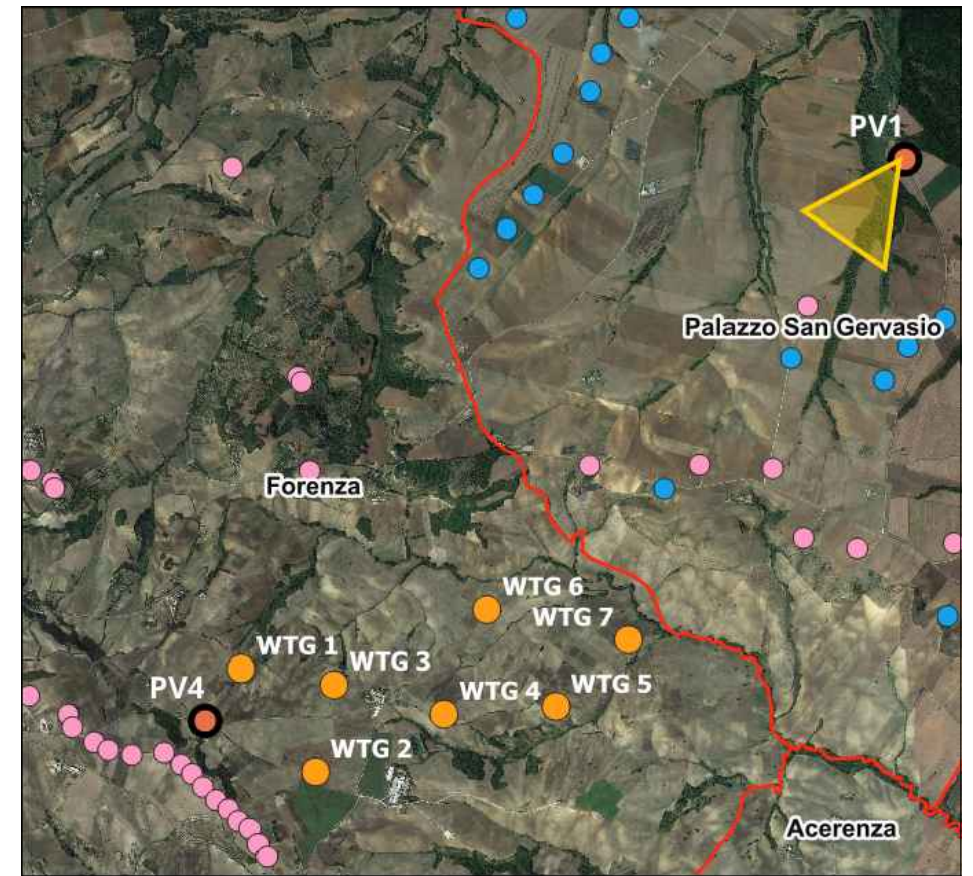 PV1
Palazzo San Gervasio
Forenza
WTG 6
WTG 7
WTG 1
WTG 3
PV4
WTG 4
WTG 5
WTG 2
Acerenza